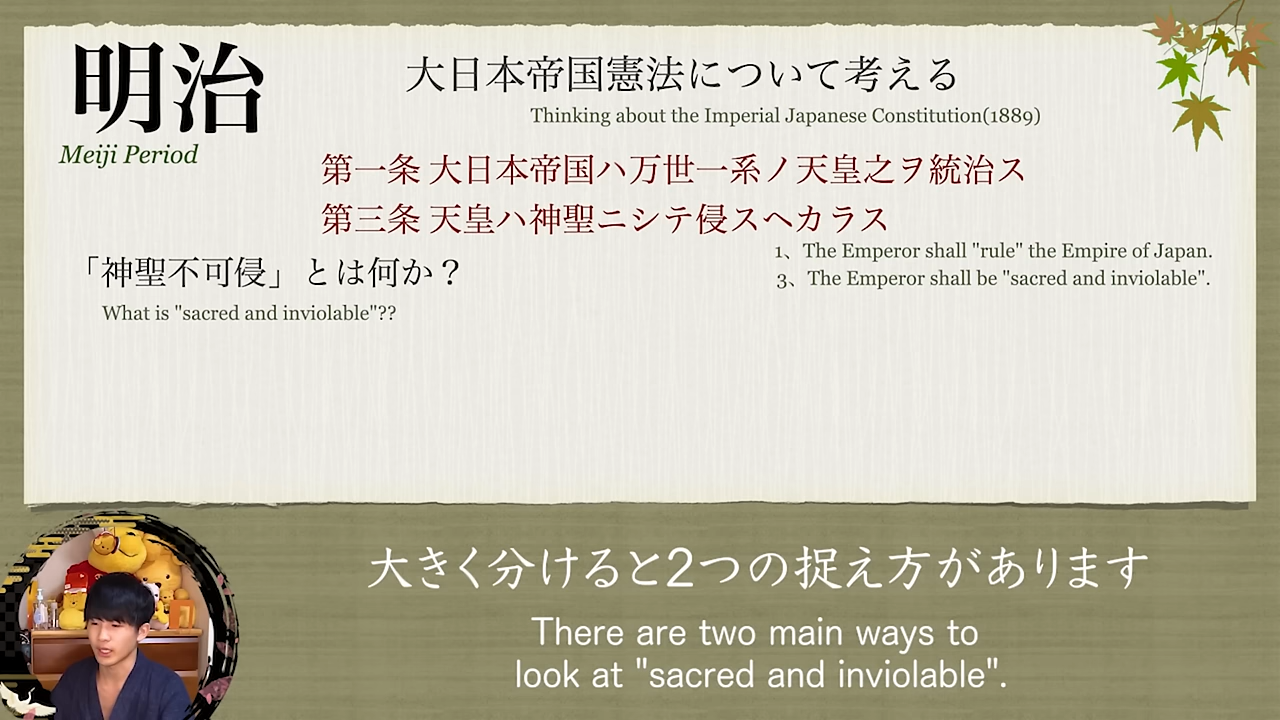 明治
Meiji Period
大日本帝国憲法について考える
Thinking about the Imperial Japanese Constitution(1889)
第一条 大日本帝国ハ万世一系ノ天皇之ヲ統治ス
第三条 天皇ハ神聖ニシテ侵スヘカラス
1、The Emperor shall "rule" the Empire of Japan.
3、The Emperor shall be "sacred and inviolable".
「神聖不可侵」とは何か？
What is "sacred and inviolable"??
大きく分けると2つの捉え方があります
There are two main ways to
look at "sacred and inviolable".